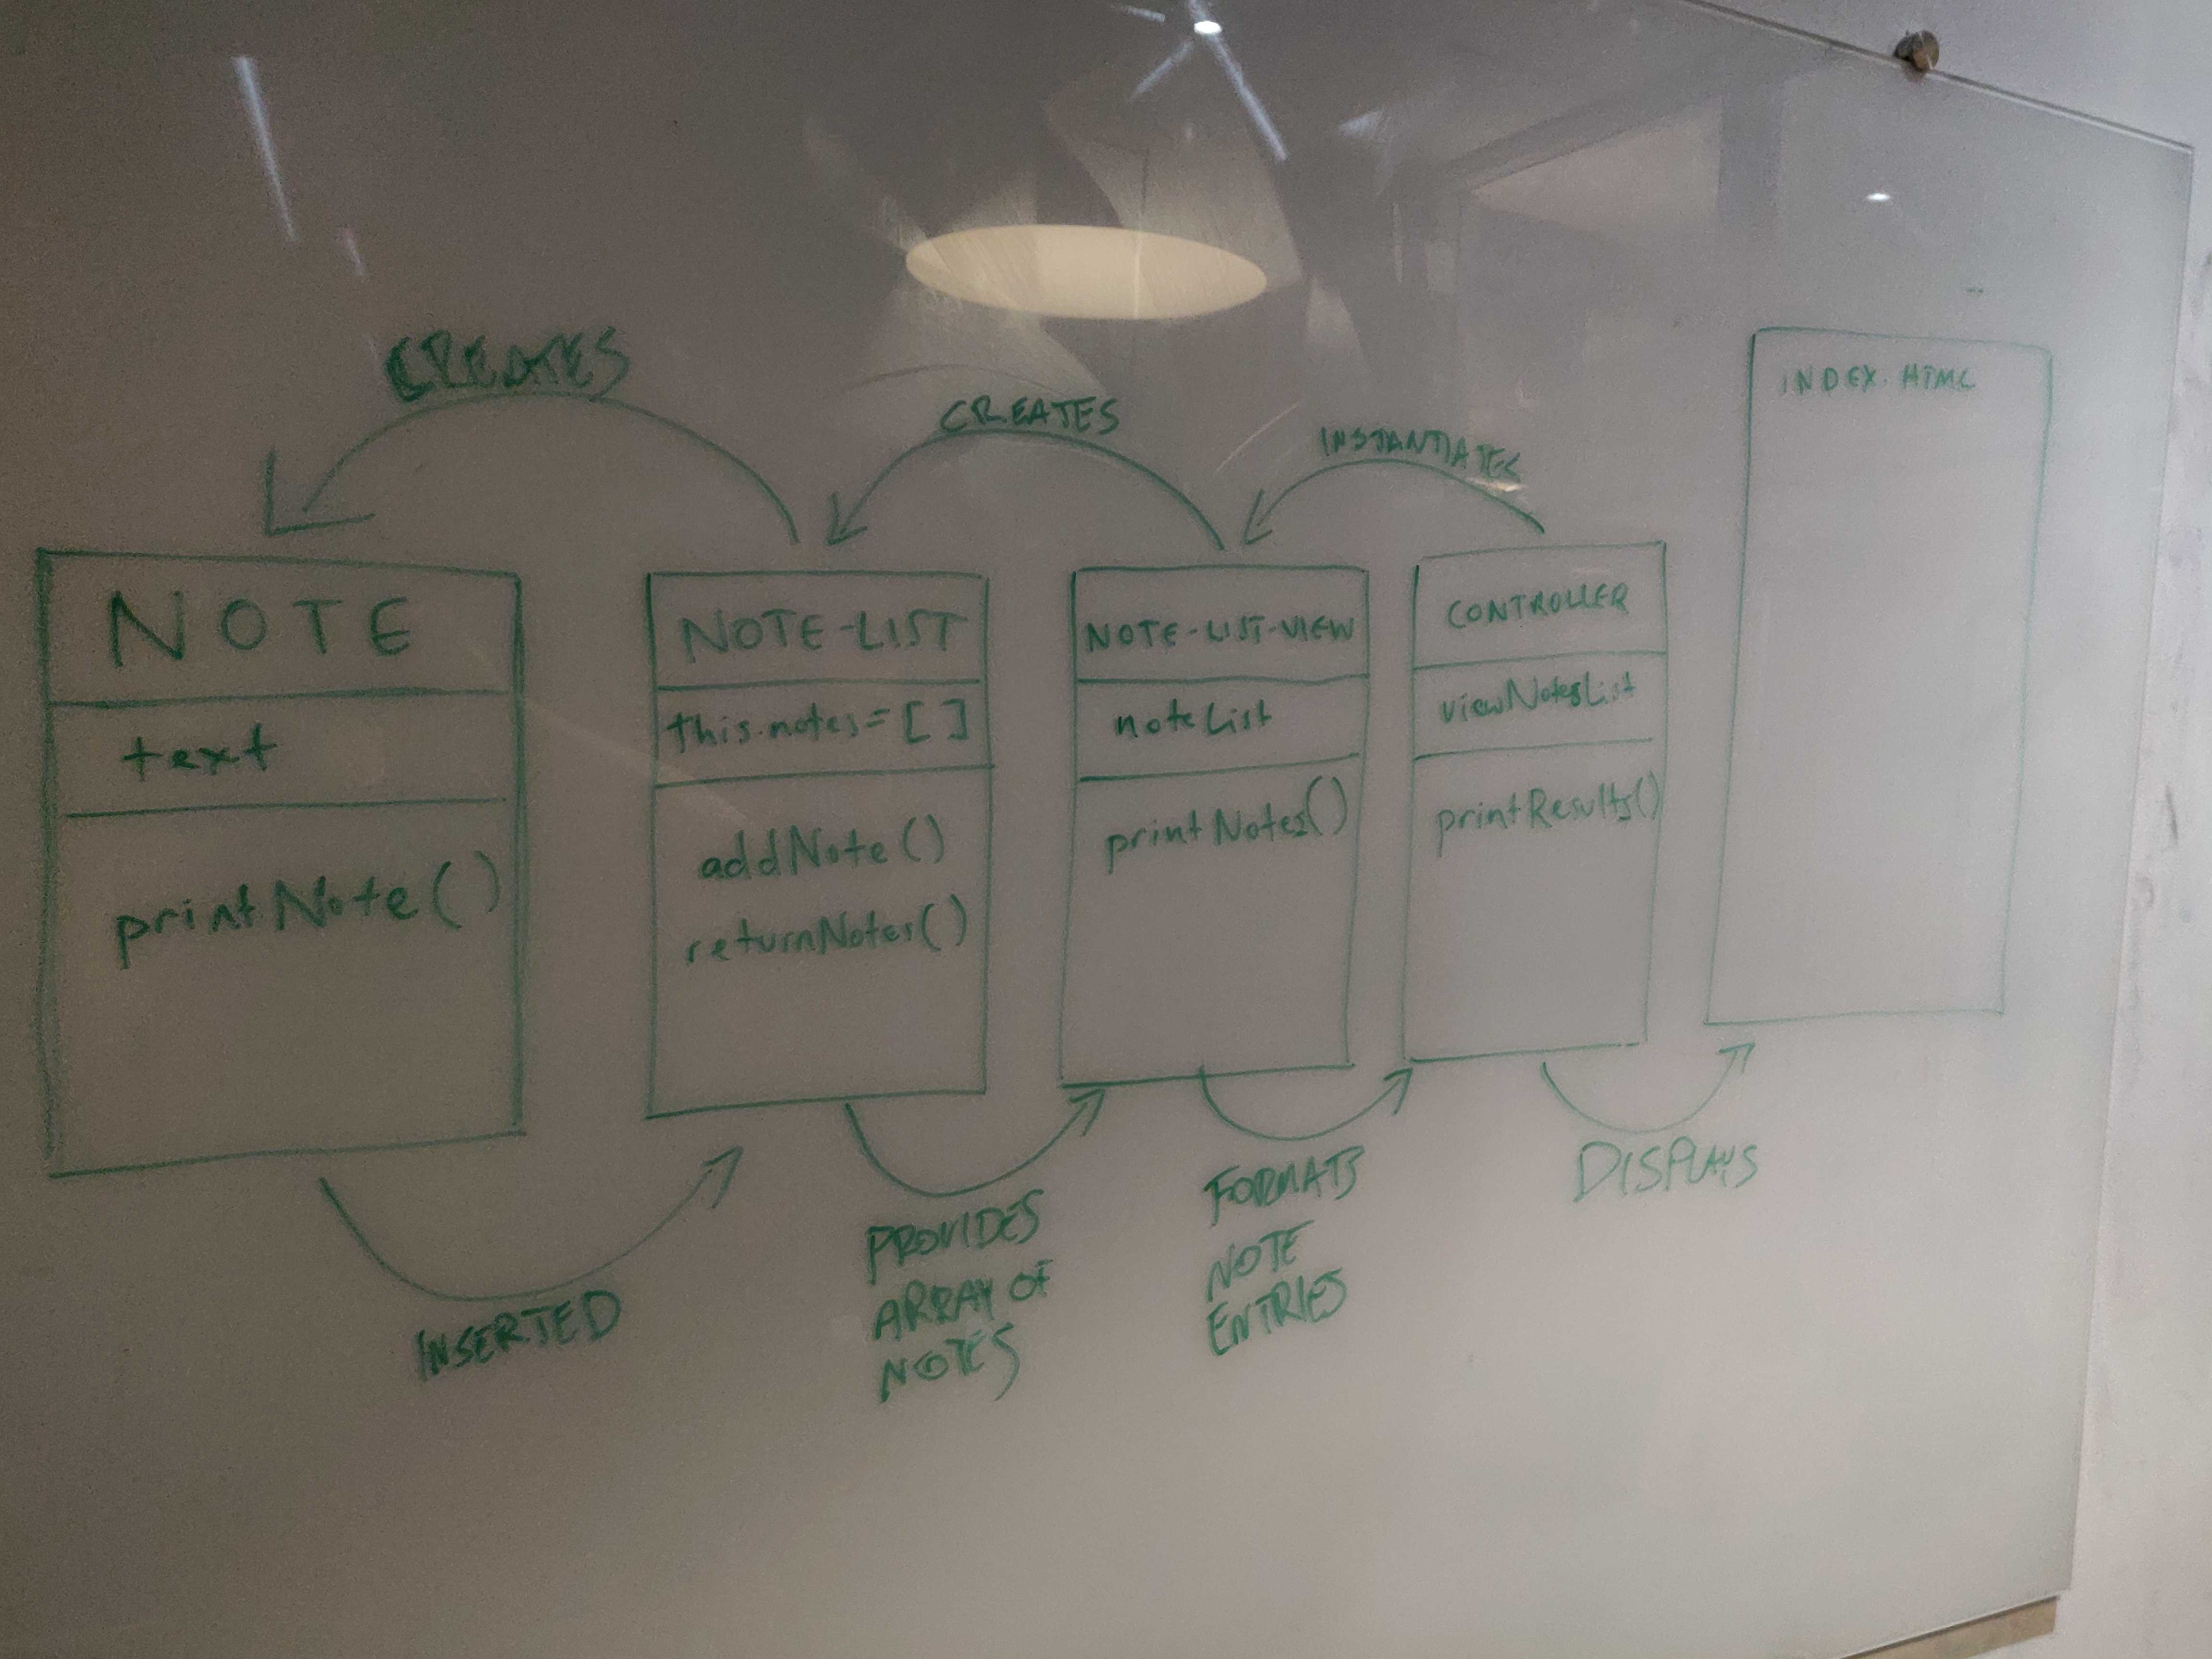 CREATES
CREATES
INSTANTIATES
INDEX.HTML
NOTE
text
printNote()
NOTE-LIST
this.notes=[]
addNote()
returnNotes()
NOTE-LIST-VIEW
noteList
printNotes()
CONTROLLER
viewNotesList
printResults()
INSERTED
PROVIDES
ARRAY OF
NOTES
FORMATS
NOTE
ENTRIES
DISPLAYS